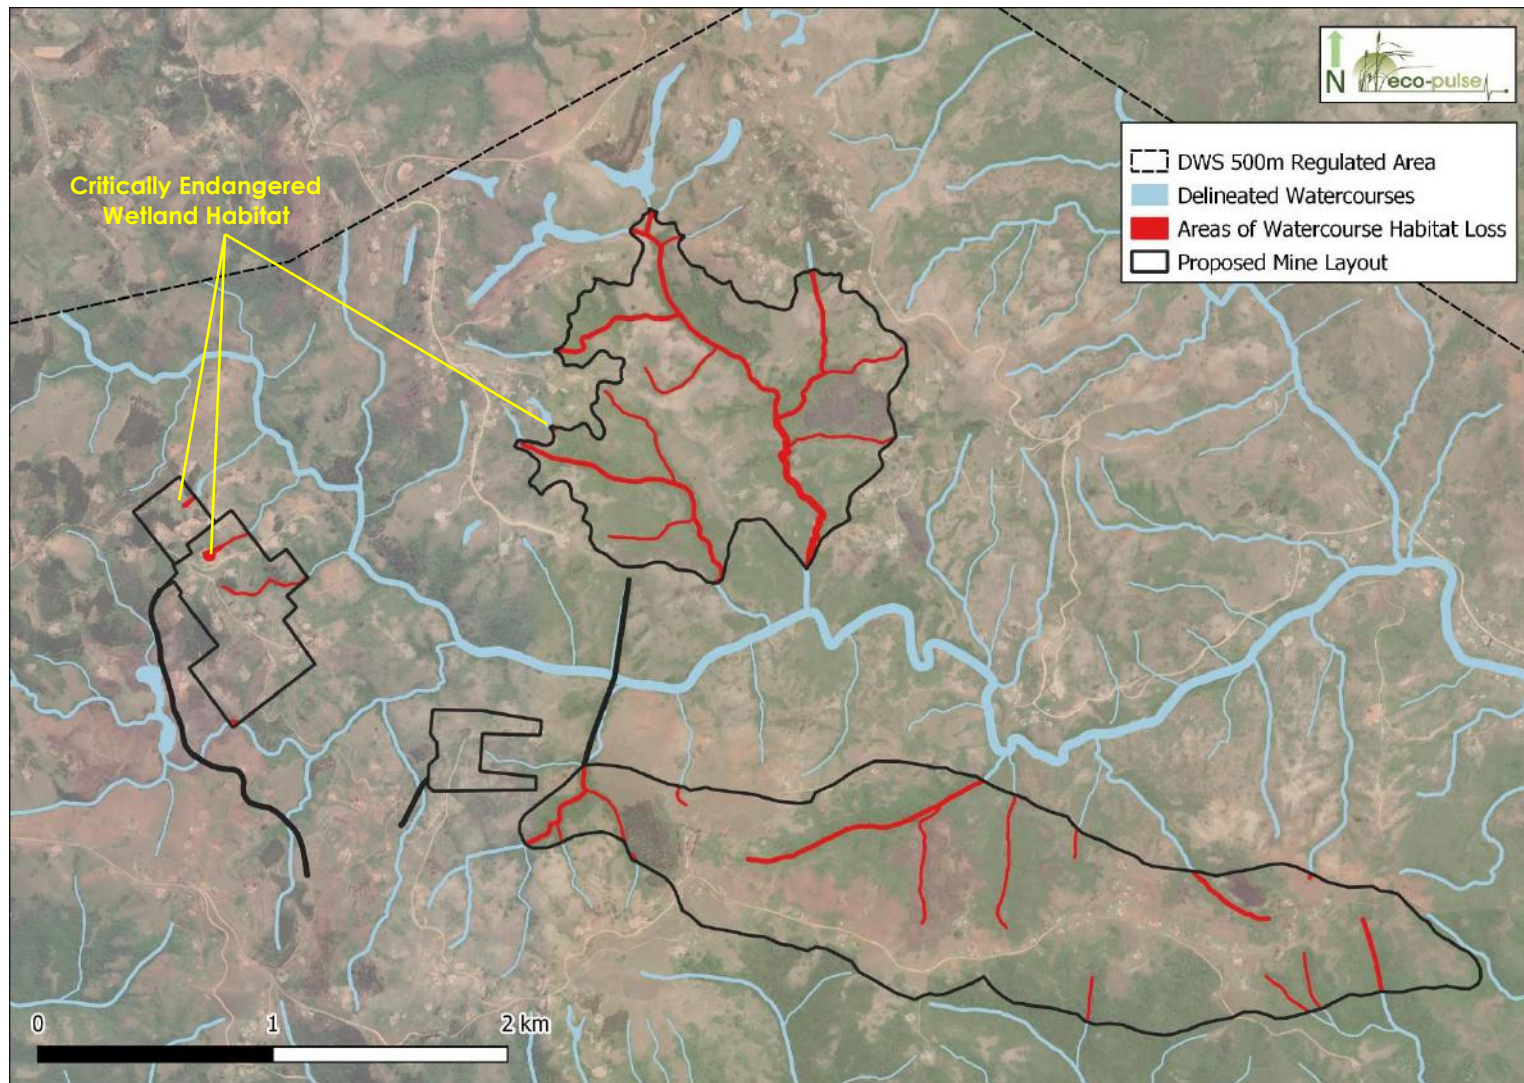 N
eco-pulse
DWS 500m Regulated Area
Delineated Watercourses
Areas of Watercourse Habitat Loss
Proposed Mine Layout
Critically Endangered
Wetland Habitat
0 1 2 km